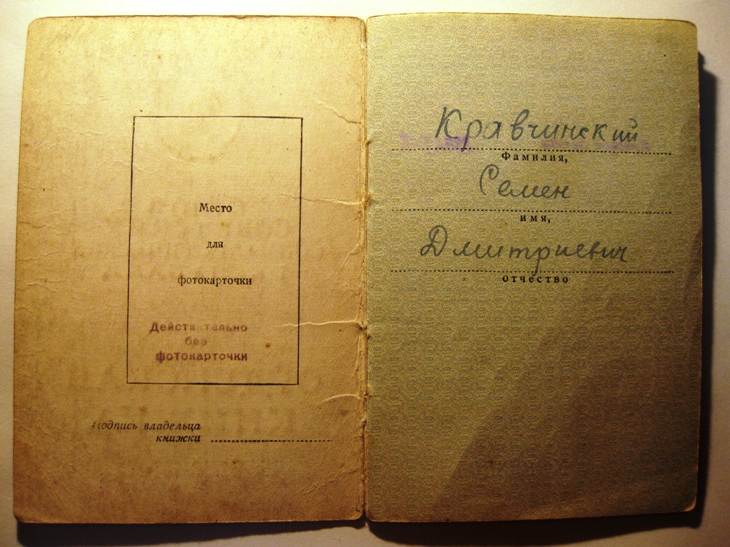 Место
для
фотокарточки
Действительно
без
фотокарточки
Подпись владельца
книжки
Кравчинский
Фамилия,
Семен
имя,
Дмитриевич
отчество